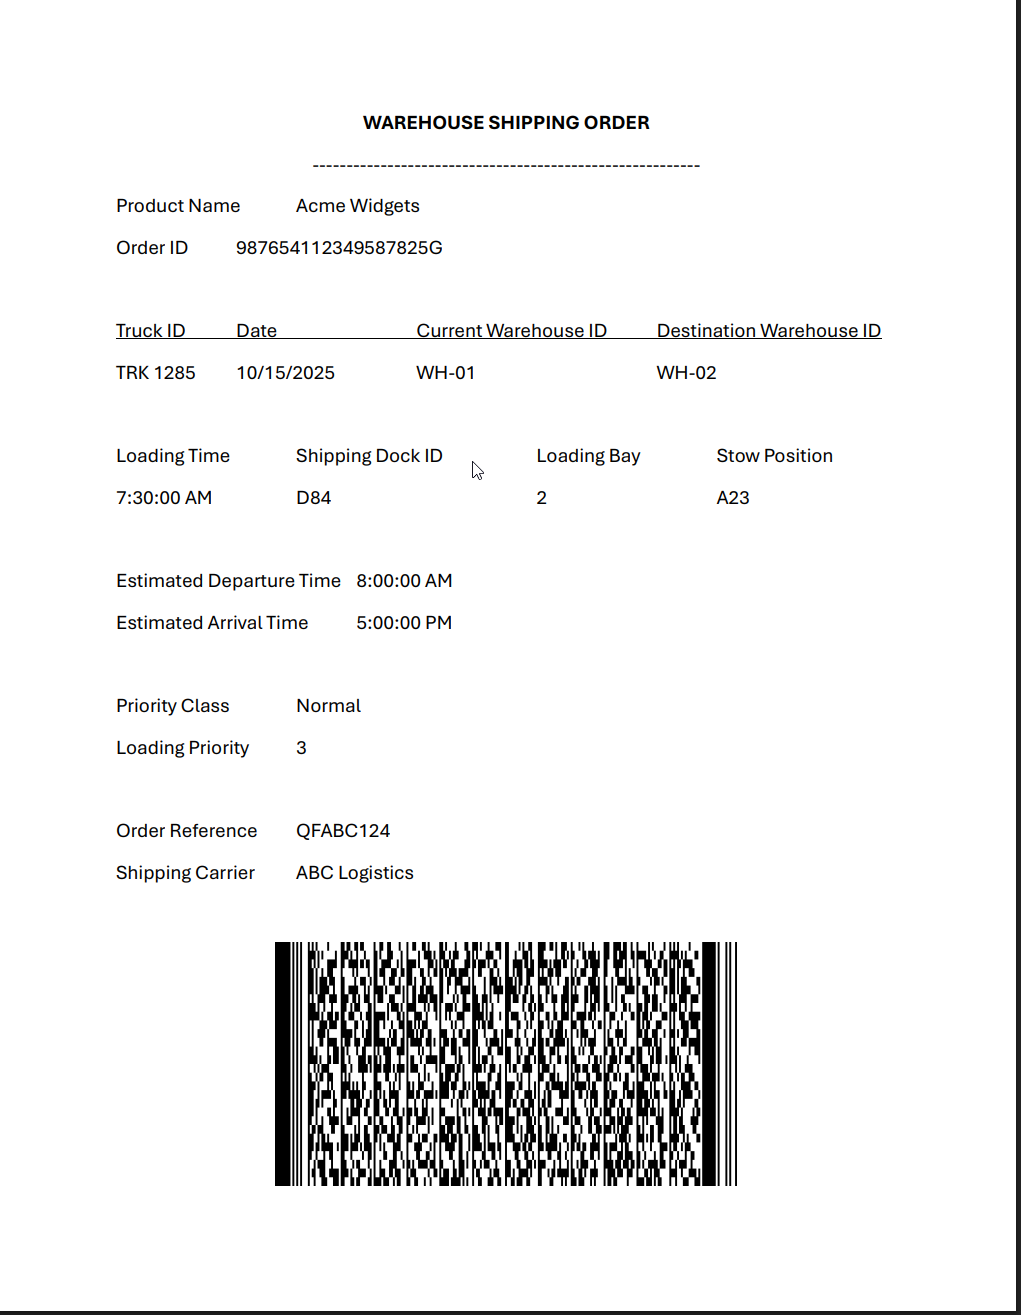 WAREHOUSE SHIPPING ORDER
-----------------------------------------------------------
Product Name Acme Widgets
Order ID 987654112349587825G
Truck ID Date Current Warehouse ID Destination Warehouse ID
TRK 1285 10/15/2025 WH-01 WH-02
Loading Time Shipping Dock ID Loading Bay Stow Position
7:30:00 AM D84 2 A23
Estimated Departure Time 8:00:00 AM
Estimated Arrival Time 5:00:00 PM
Priority Class Normal
Loading Priority 3
Order Reference QFABC124
Shipping Carrier ABC Logistics